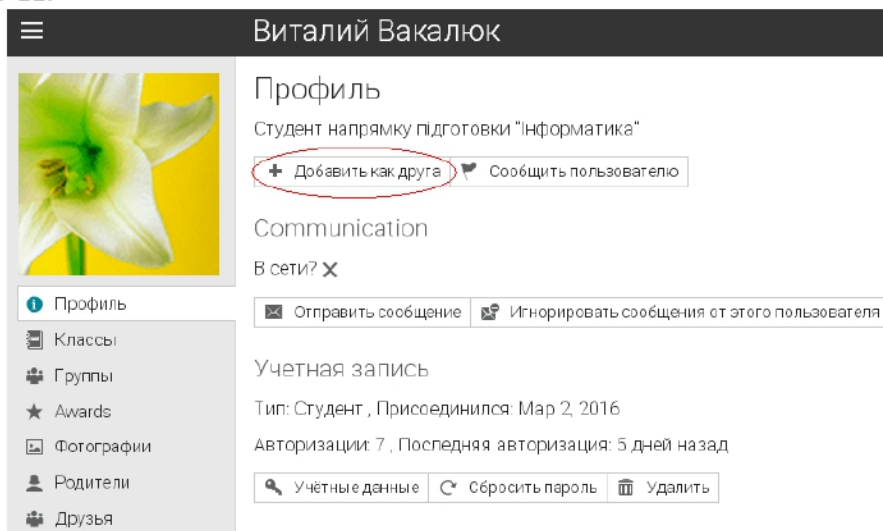 Виталий Вакалюк
Профиль
Студент напрямку підготовки "Інформатика"
Добавить как друга Сообщить пользователю
Communication
В сети?
Отправить сообщение Игнорировать сообщения от этого пользователя
Профиль
Классы
Группы
Awards
Фотографии
Родители
Друзья
Учетная запись
Тип: Студент , Присоединился: Мар 2, 2016
Авторизации: 7 , Последняя авторизация: 5 дней назад
Учётные данные Сбросить пароль Удалить